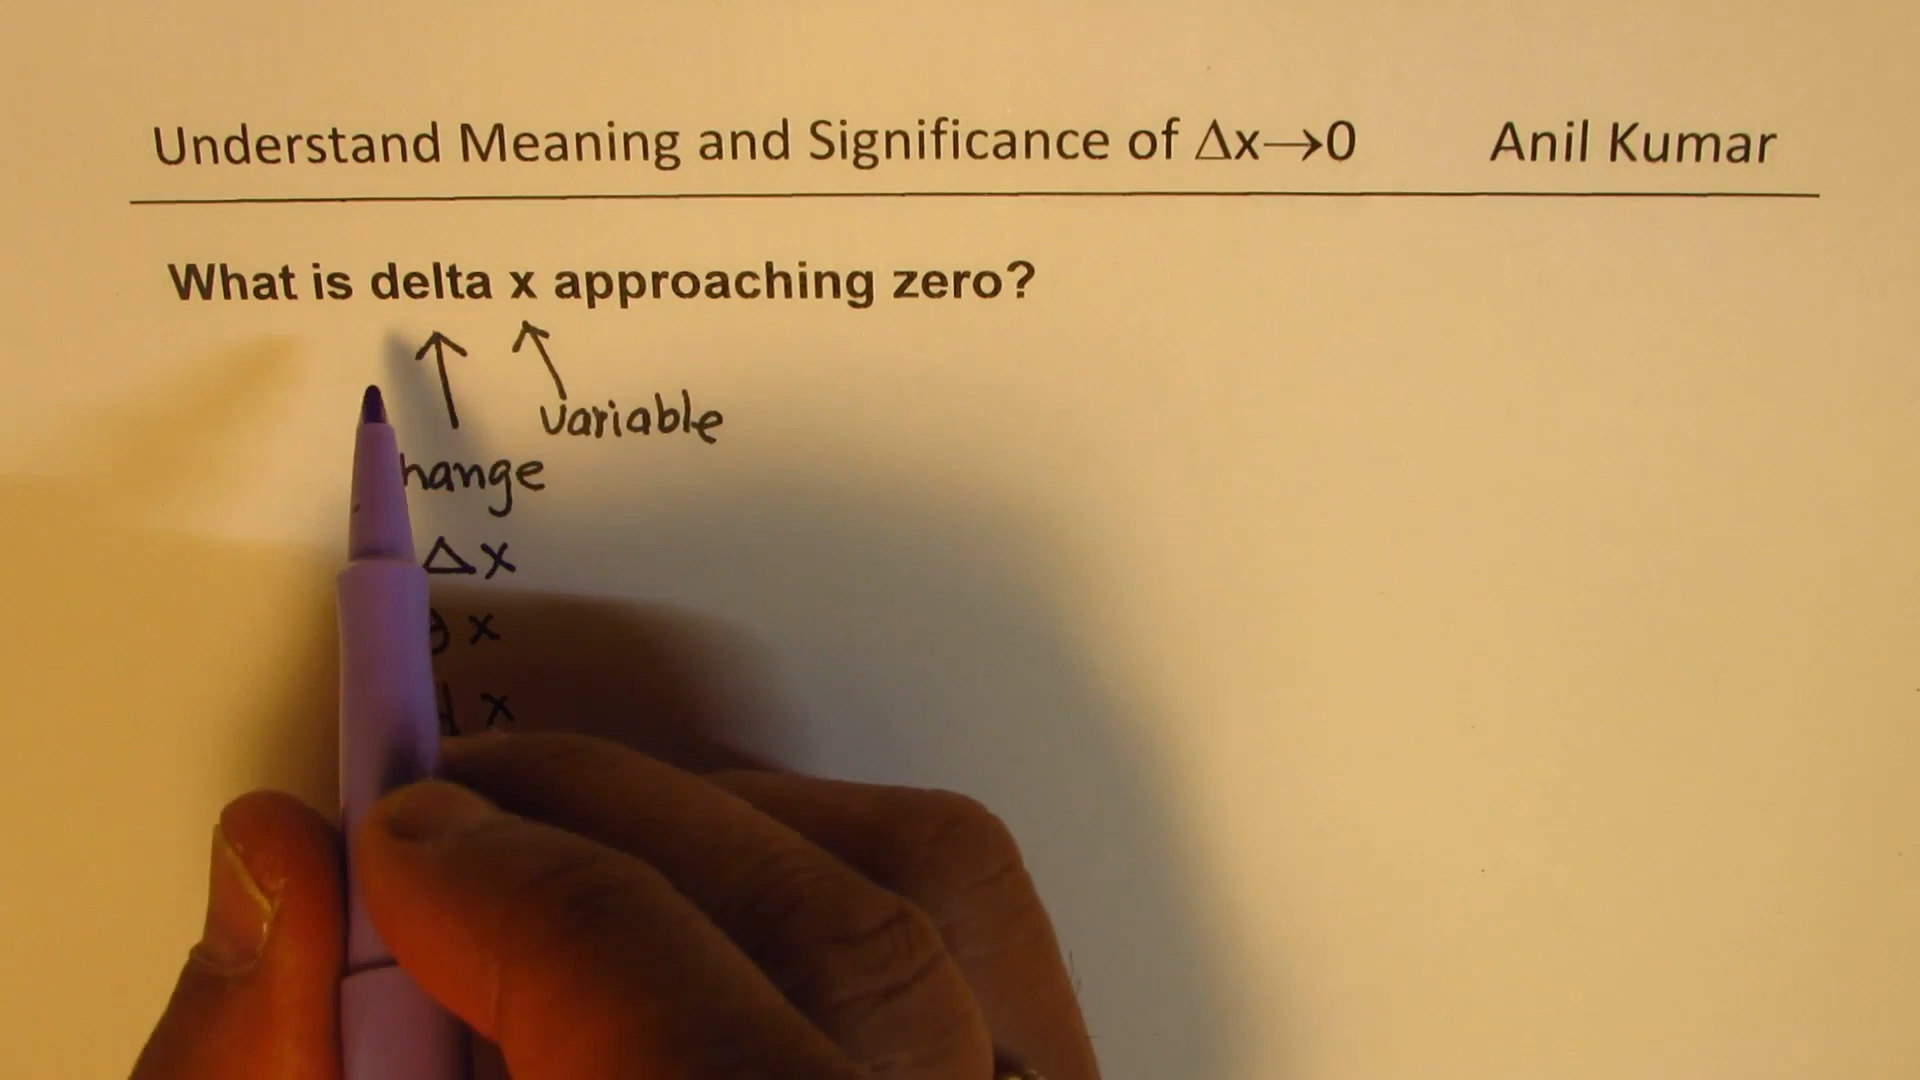 Understand Meaning and Significance of Δx→0 Anil Kumar
What is delta x approaching zero?
variable
hange
Δx
∂ x
d x